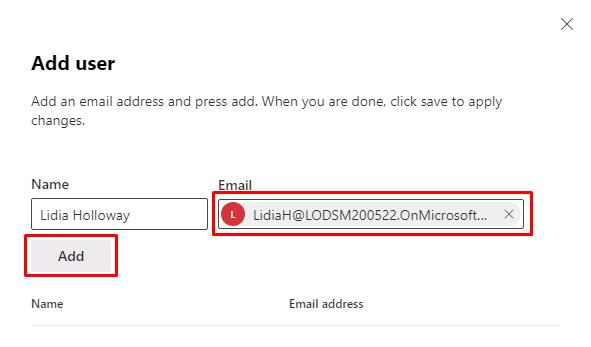 Add user
Add an email address and press add. When you are done, click save to apply
changes.
Name Email
Lidia Holloway L LidiaH@LODSM200522.OnMicrosoft...
Add
Name Email address